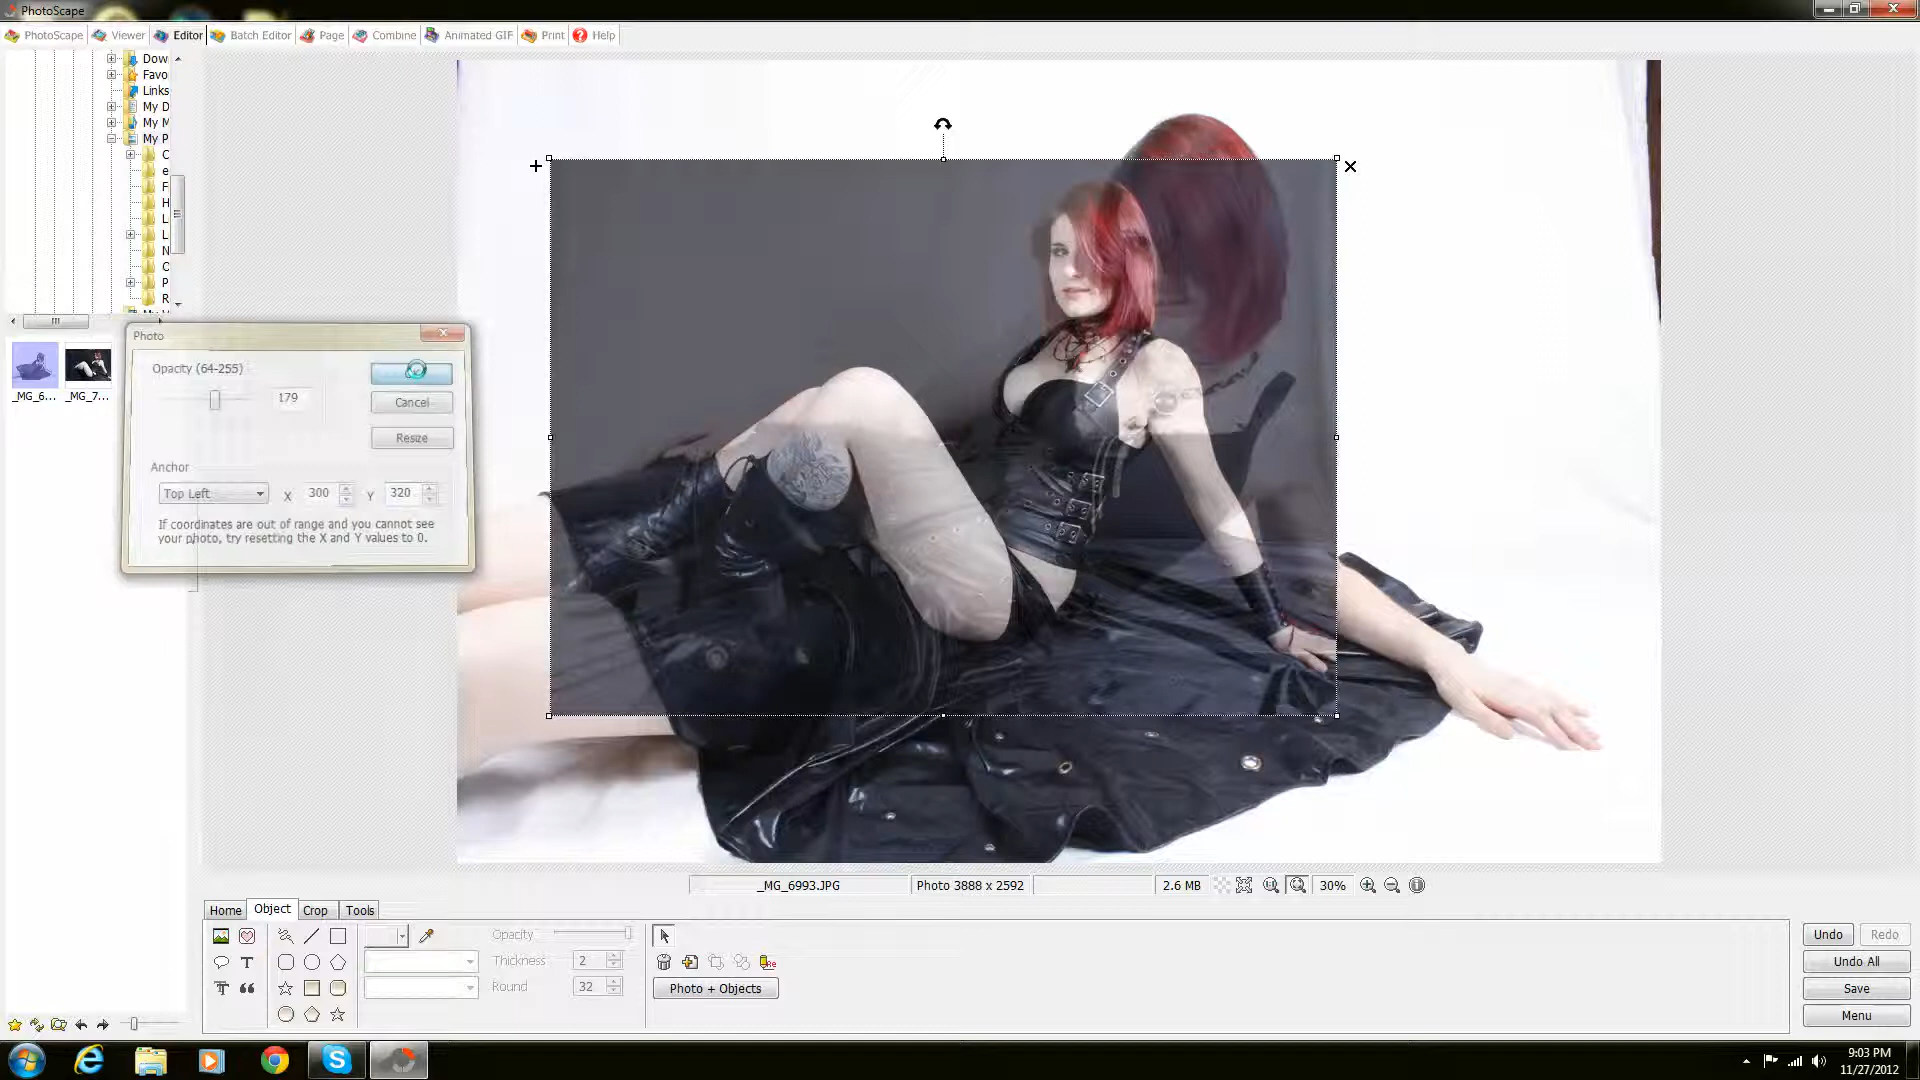 PhotoScape
PhotoScape Viewer Editor Batch Editor Page Combine Animated GIF Print Help
Dow
Favo
Links
My D
My M
My P
C
e
F
H
L
L
N
O
P
R
_MG_6... _MG_7...
Photo
Opacity (64-255)
179
Cancel
Resize
Anchor
Top Left X 300 Y 320
If coordinates are out of range and you cannot see
your photo, try resetting the X and Y values to 0.
_MG_6993.JPG Photo 3888 x 2592 2.6 MB 30%
Home Object Crop Tools
Opacity
Thickness 2
Round 32
Re
Photo + Objects
Undo Redo
Undo All
Save
Menu
9:03 PM
11/27/2012